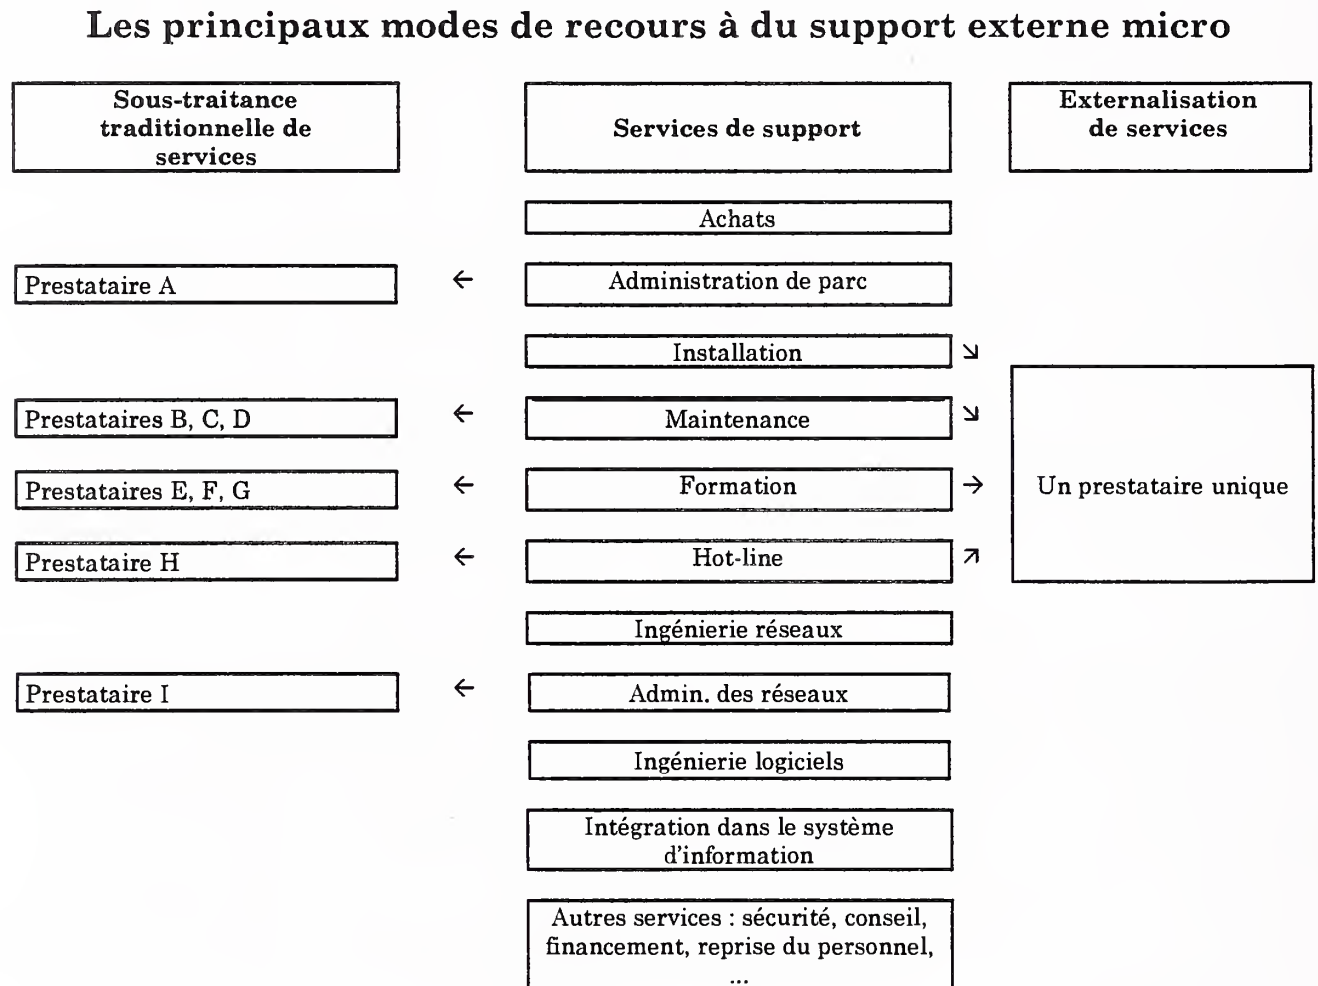 Les principaux modes de recours à du support externe micro
Sous-traitance
traditionnelle de
services
Services de support
Externalisation
de services
Achats
Prestataire A
←
Administration de parc
Installation
↘
Prestataires B, C, D
←
Maintenance
↘
Prestataires E, F, G
←
Formation
→
Un prestataire unique
Prestataire H
←
Hot-line
↗
Ingénierie réseaux
Prestataire I
←
Admin. des réseaux
Ingénierie logiciels
Intégration dans le système
d'information
Autres services : sécurité, conseil,
financement, reprise du personnel,
...